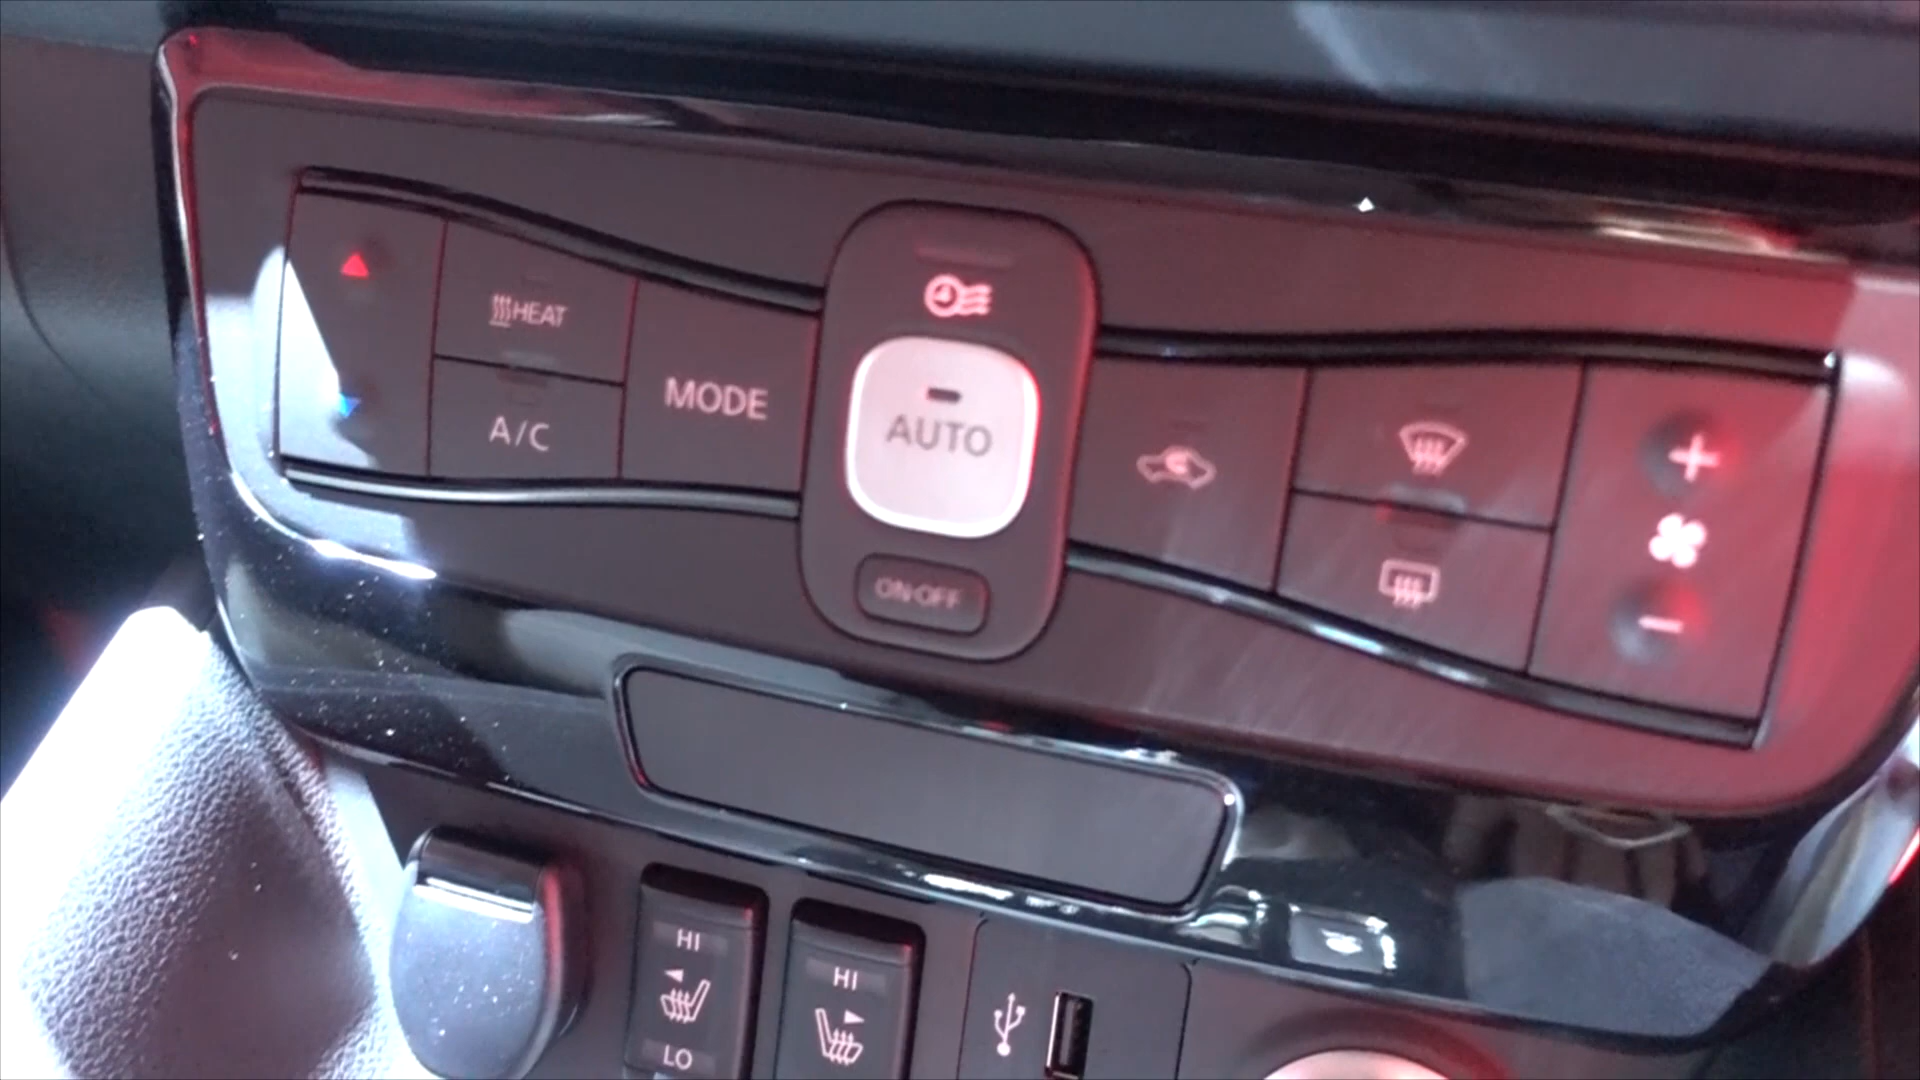 HEAT
A/C
MODE
AUTO
ON·OFF
HI
LO
HI